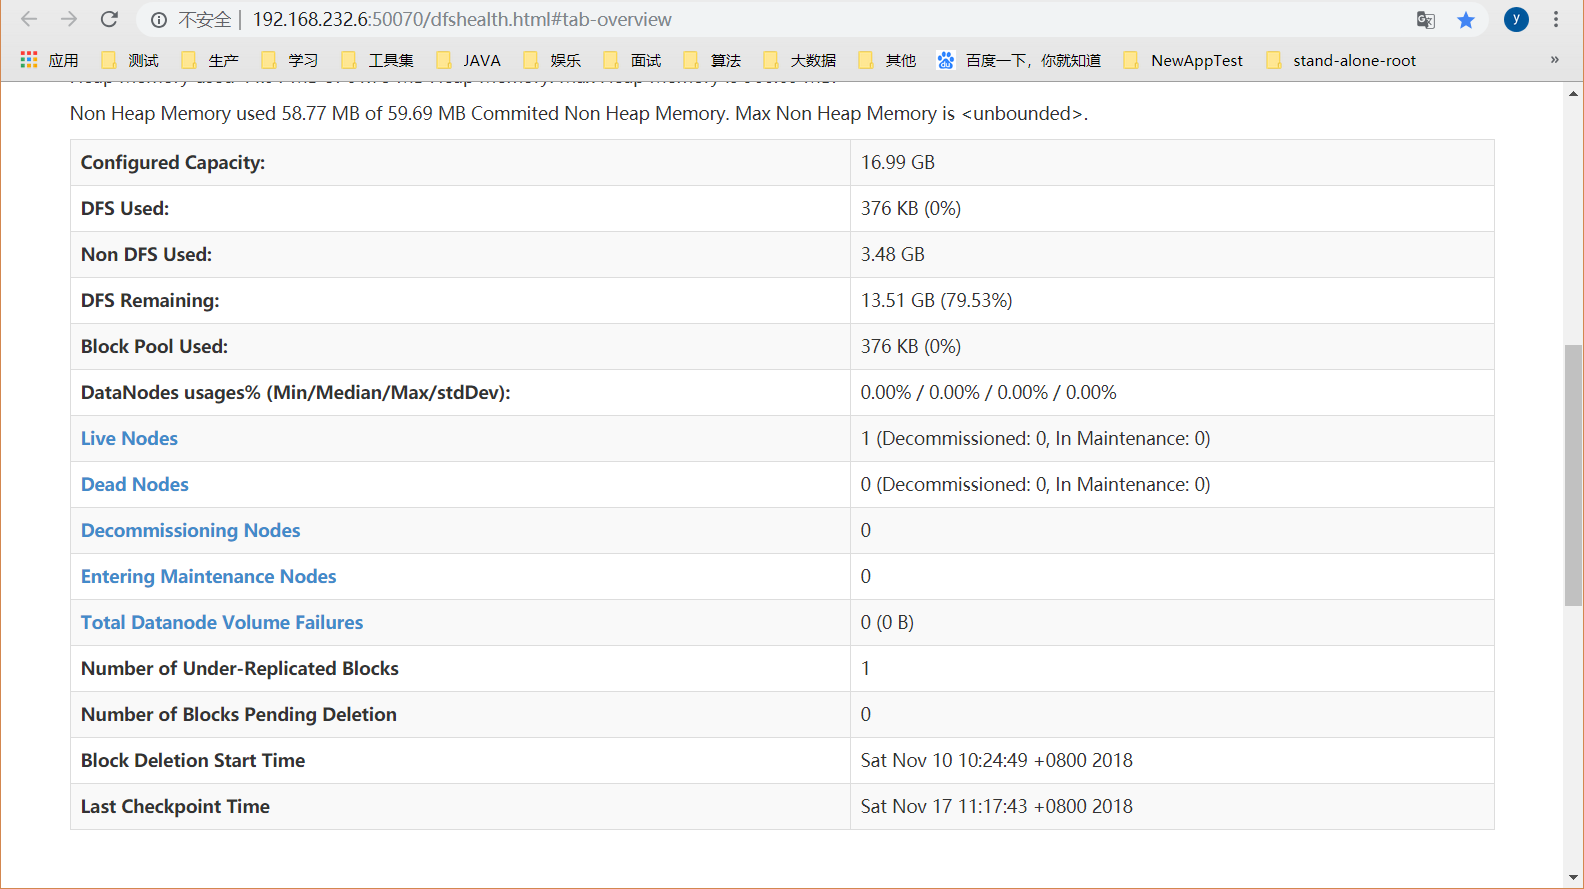 不安全 | 192.168.232.6:50070/dfshealth.html#tab-overview y
应用 测试 生产 学习 工具集 JAVA 娱乐 面试 算法 大数据 其他 百度一下，你就知道 NewAppTest stand-alone-root »
Non Heap Memory used 58.77 MB of 59.69 MB Commited Non Heap Memory. Max Non Heap Memory is <unbounded>.
Configured Capacity: 16.99 GB
DFS Used: 376 KB (0%)
Non DFS Used: 3.48 GB
DFS Remaining: 13.51 GB (79.53%)
Block Pool Used: 376 KB (0%)
DataNodes usages% (Min/Median/Max/stdDev): 0.00% / 0.00% / 0.00% / 0.00%
Live Nodes 1 (Decommissioned: 0, In Maintenance: 0)
Dead Nodes 0 (Decommissioned: 0, In Maintenance: 0)
Decommissioning Nodes 0
Entering Maintenance Nodes 0
Total Datanode Volume Failures 0 (0 B)
Number of Under-Replicated Blocks 1
Number of Blocks Pending Deletion 0
Block Deletion Start Time Sat Nov 10 10:24:49 +0800 2018
Last Checkpoint Time Sat Nov 17 11:17:43 +0800 2018